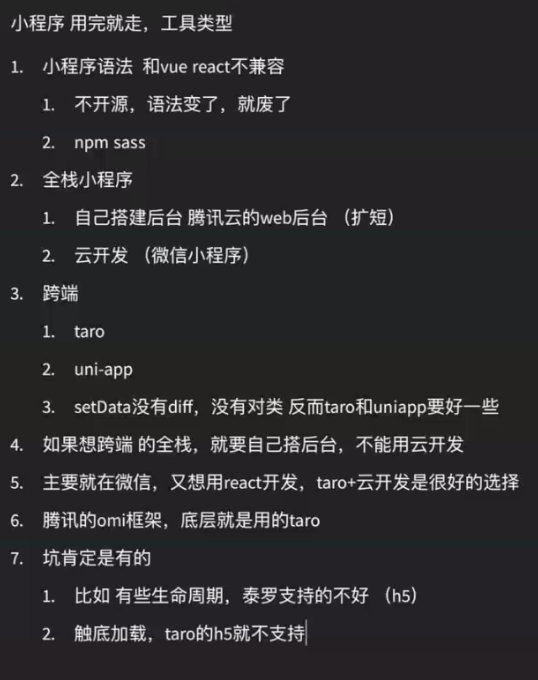 小程序 用完就走，工具类型
1. 小程序语法 和vue react不兼容
1. 不开源，语法变了，就废了
2. npm sass
2. 全栈小程序
1. 自己搭建后台 腾讯云的web后台 （扩短）
2. 云开发 （微信小程序）
3. 跨端
1. taro
2. uni-app
3. setData没有diff，没有对类 反而taro和uniapp要好一些
4. 如果想跨端 的全栈，就要自己搭后台，不能用云开发
5. 主要就在微信，又想用react开发，taro+云开发是很好的选择
6. 腾讯的omi框架，底层就是用的taro
7. 坑肯定是有的
1. 比如 有些生命周期，泰罗支持的不好 （h5）
2. 触底加载，taro的h5就不支持